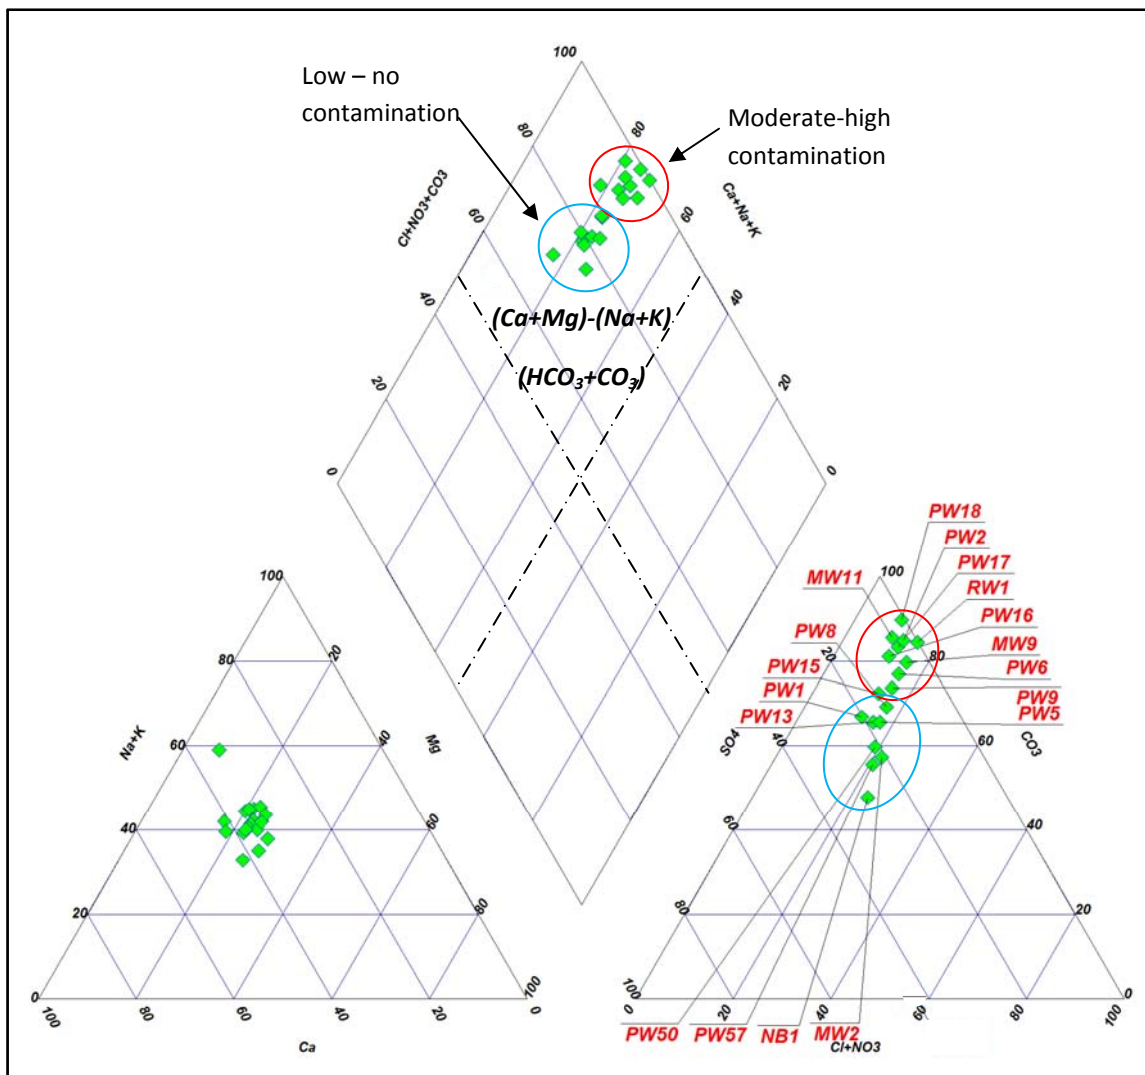 100
Low – no
contamination
Moderate-high
contamination
80
80
Cl+NO3+CO3
Ca+Na+K
60
60
40
40
(Ca+Mg)-(Na+K)
(HCO3+CO3)
20
20
0
0
100
80
20
Na+K
Mg
60
40
40
60
20
80
0
100
100
80
60
40
20
0
Ca
PW18
PW2
PW17
RW1
MW11
100
PW16
PW8
20
80
MW9
PW15
PW6
PW1
PW9
PW13
PW5
SO4
CO3
40
60
60
40
80
20
100
0
0
20
40
60
80
100
PW50
PW57
NB1
MW2
Cl+NO3